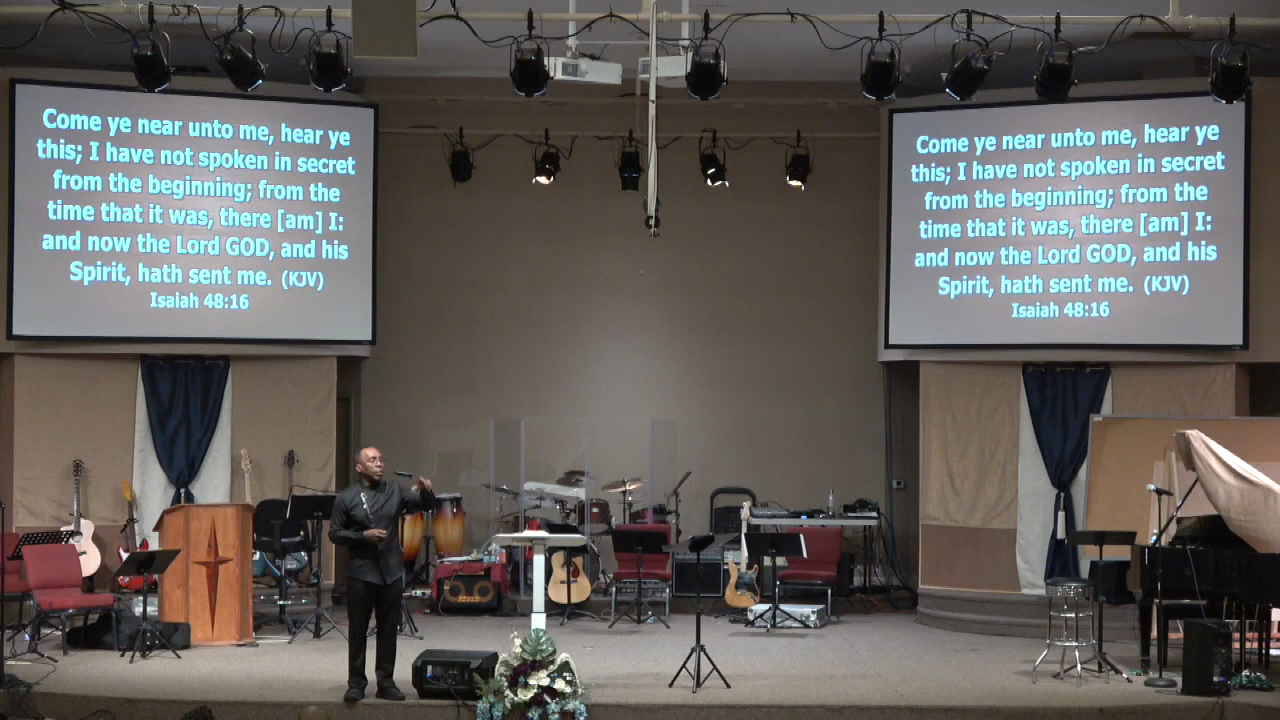 Come ye near unto me, hear ye
this; I have not spoken in secret
from the beginning; from the
time that it was, there [am] I:
and now the Lord GOD, and his
Spirit, hath sent me. (KJV)
Isaiah 48:16
Come ye near unto me, hear ye
this; I have not spoken in secret
from the beginning; from the
time that it was, there [am] I:
and now the Lord GOD, and his
Spirit, hath sent me. (KJV)
Isaiah 48:16